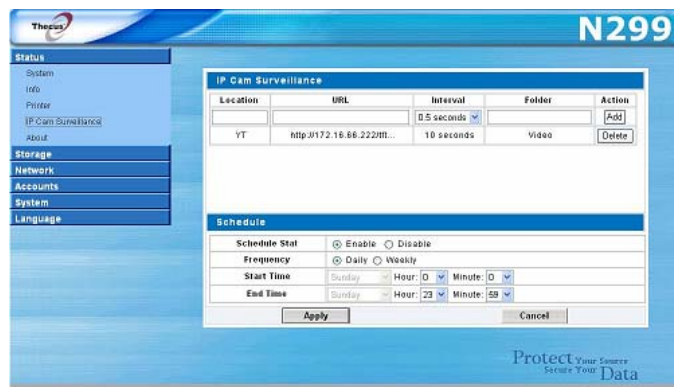 Thecus
N299
Status
System
Info
Printer
IP Cam Surveillance
About
Storage
Network
Accounts
System
Language
IP Cam Surveillance
Location URL Interval Folder Action
0.5 seconds Add
YT http://172.16.66.222/ttt... 10 seconds Video Delete
Schedule
Schedule Stat Enable Disable
Frequency Daily Weekly
Start Time Sunday Hour: 0 Minute: 0
End Time Sunday Hour: 23 Minute: 59
Apply Cancel
Protect Your Source
Secure Your Data